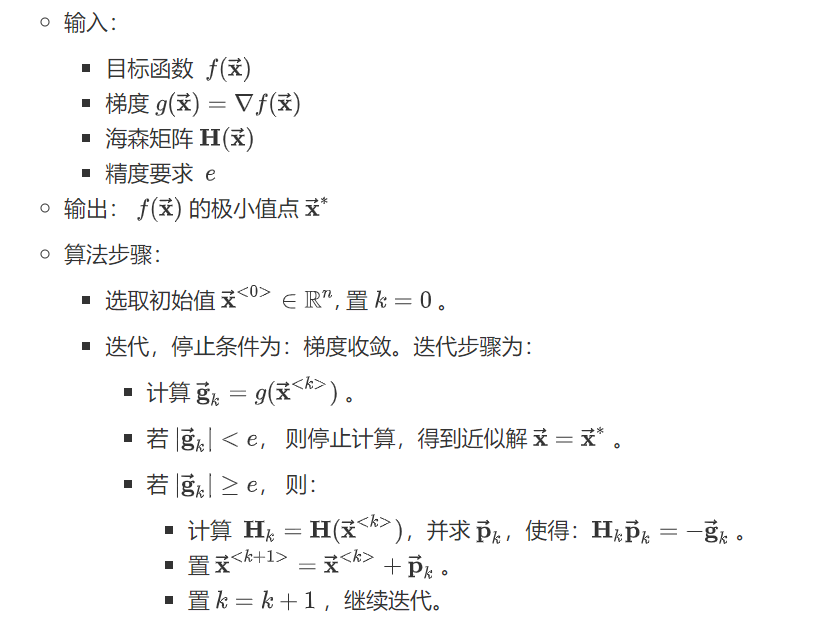 输入：
目标函数 $f(\vec{\mathbf{x}})$
梯度 $g(\vec{\mathbf{x}}) = \nabla f(\vec{\mathbf{x}})$
海森矩阵 $\mathbf{H}(\vec{\mathbf{x}})$
精度要求 $e$
输出： $f(\vec{\mathbf{x}})$ 的极小值点 $\vec{\mathbf{x}}^*$
算法步骤：
选取初始值 $\vec{\mathbf{x}}^{<0>} \in \mathbb{R}^n$, 置 $k = 0$ 。
迭代，停止条件为：梯度收敛。迭代步骤为：
计算 $\vec{\mathbf{g}}_k = g(\vec{\mathbf{x}}^{<k>})$ 。
若 $|\vec{\mathbf{g}}_k| < e$， 则停止计算，得到近似解 $\vec{\mathbf{x}} = \vec{\mathbf{x}}^*$ 。
若 $|\vec{\mathbf{g}}_k| \geq e$， 则：
计算 $\mathbf{H}_k = \mathbf{H}(\vec{\mathbf{x}}^{<k>})$，并求 $\vec{\mathbf{p}}_k$，使得：$\mathbf{H}_k \vec{\mathbf{p}}_k = -\vec{\mathbf{g}}_k$ 。
置 $\vec{\mathbf{x}}^{<k+1>} = \vec{\mathbf{x}}^{<k>} + \vec{\mathbf{p}}_k$ 。
置 $k = k + 1$ ，继续迭代。